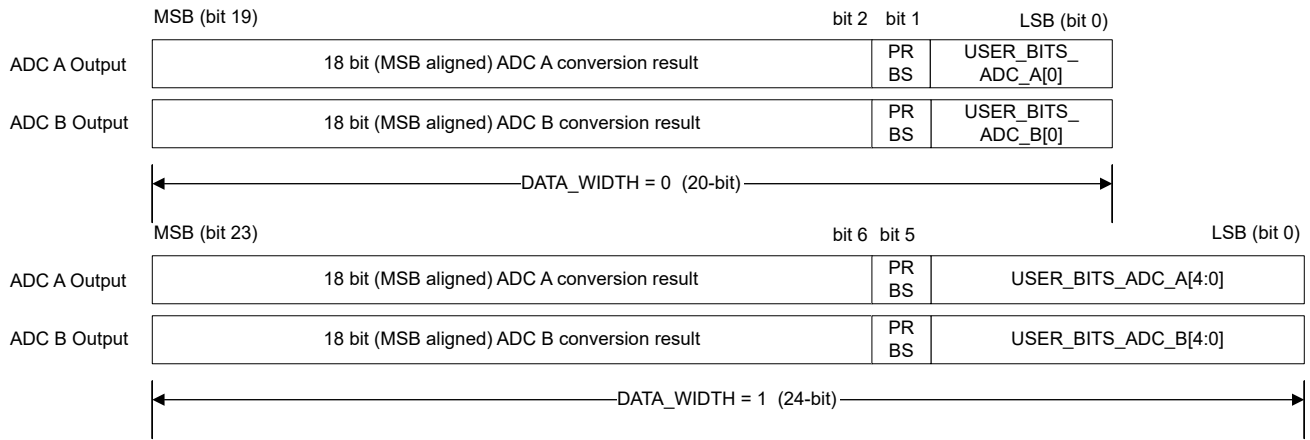 MSB (bit 19) bit 2 bit 1 LSB (bit 0)
ADC A Output 18 bit (MSB aligned) ADC A conversion result PR BS USER_BITS_ ADC_A[0]
ADC B Output 18 bit (MSB aligned) ADC B conversion result PR BS USER_BITS_ ADC_B[0]
DATA_WIDTH = 0 (20-bit)
MSB (bit 23) bit 6 bit 5 LSB (bit 0)
ADC A Output 18 bit (MSB aligned) ADC A conversion result PR BS USER_BITS_ADC_A[4:0]
ADC B Output 18 bit (MSB aligned) ADC B conversion result PR BS USER_BITS_ADC_B[4:0]
DATA_WIDTH = 1 (24-bit)